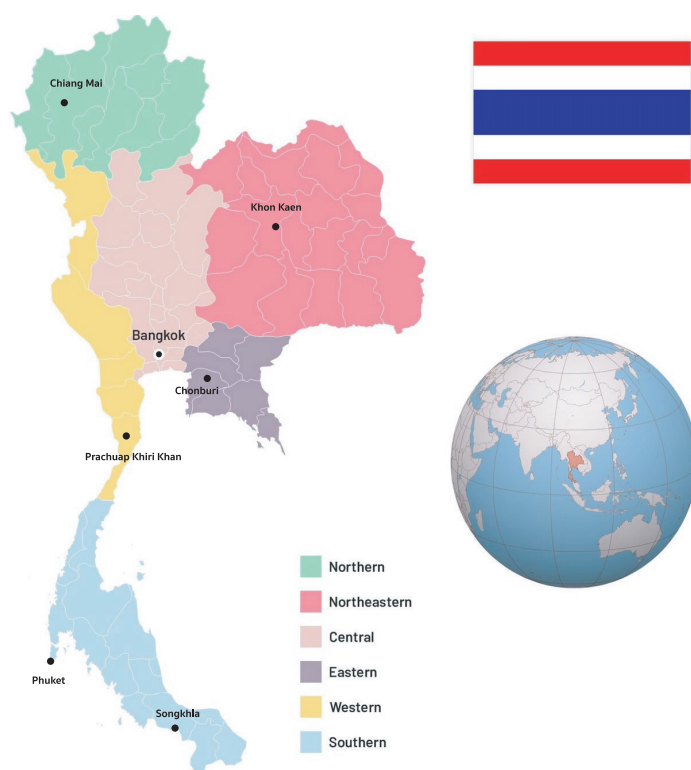 Chiang Mai
Khon Kaen
Bangkok
Chonburi
Prachuap Khiri Khan
Phuket
Songkhla
Northern
Northeastern
Central
Eastern
Western
Southern